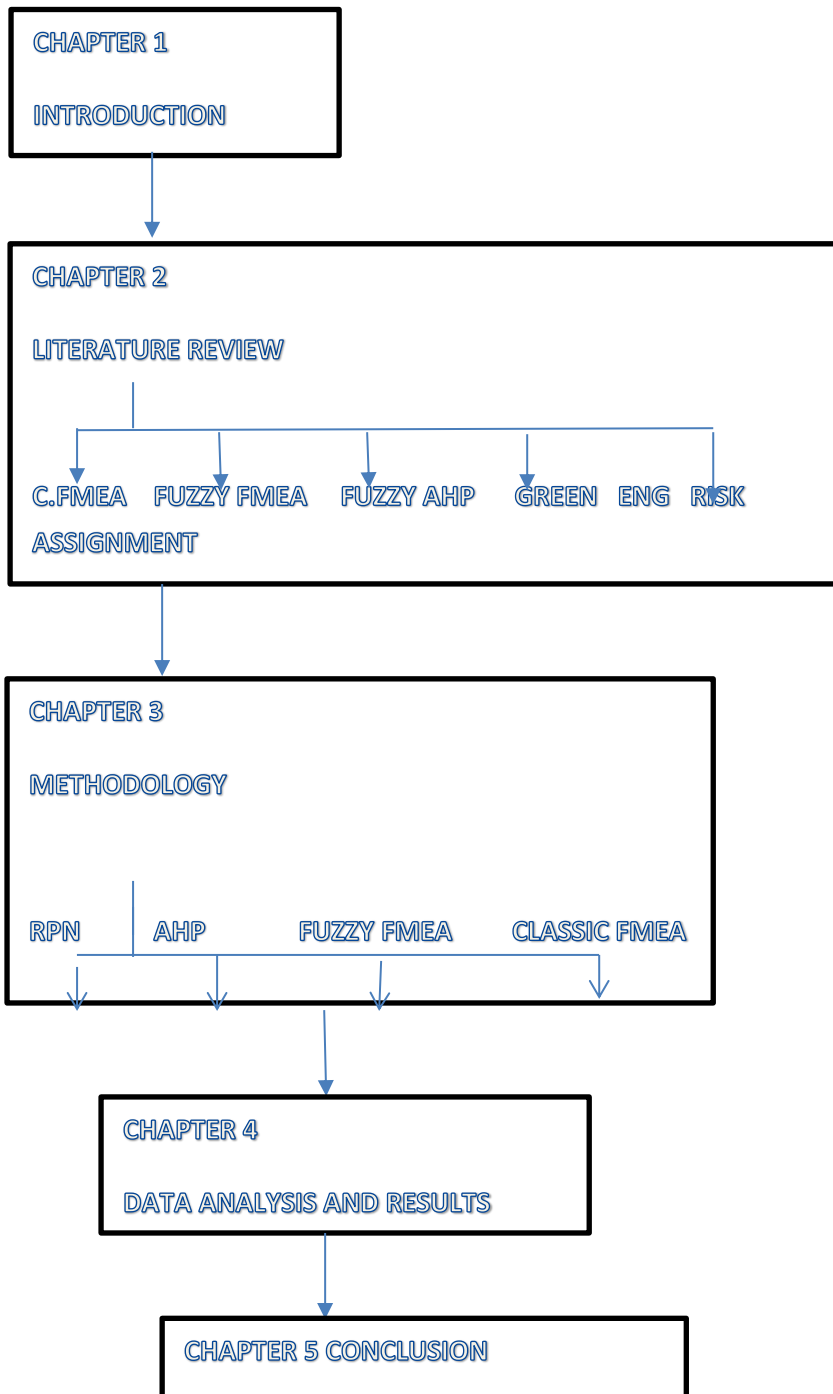 CHAPTER 1
INTRODUCTION
CHAPTER 2
LITERATURE REVIEW
C.FMEA FUZZY FMEA FUZZY AHP GREEN ENG RISK
ASSIGNMENT
CHAPTER 3
METHODOLOGY
RPN AHP FUZZY FMEA CLASSIC FMEA
CHAPTER 4
DATA ANALYSIS AND RESULTS
CHAPTER 5 CONCLUSION